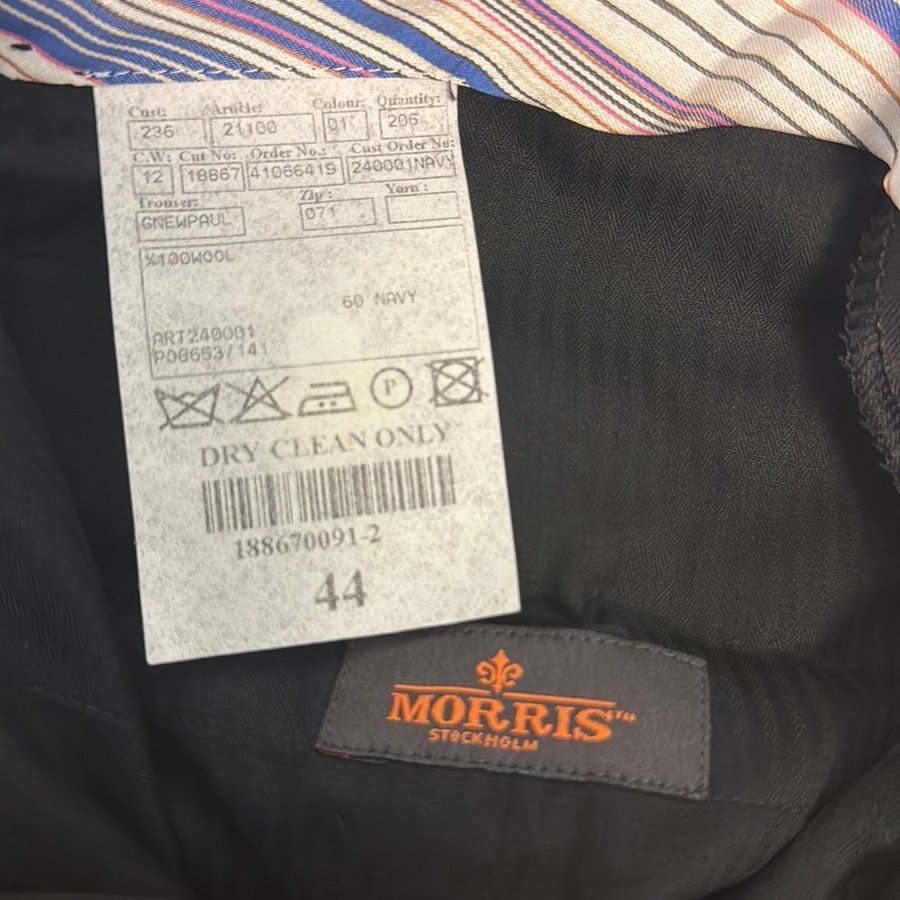 Cust: Article: Colour: Quantity:
236 21100 01 206
C.W: Cut No: Order No.: Cust Order No:
12 18867 41066419 240001NAVY
Trouser: Zip: Yarn:
GNEWPAUL 071
%100WOOL
60 NAVY
ART240001
P08653/141
P
DRY CLEAN ONLY
188670091-2
44
MORRIS™
STOCKHOLM